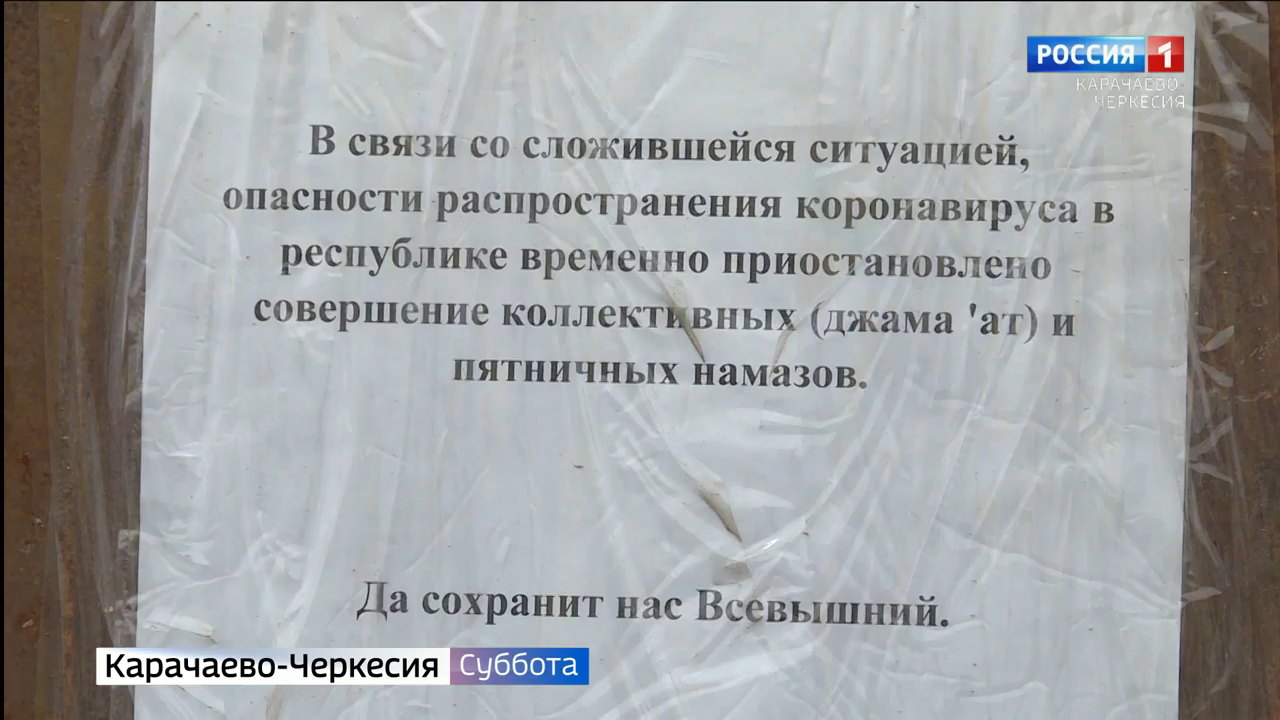 РОССИЯ 1
КАРАЧАЕВО-
ЧЕРКЕСИЯ
В связи со сложившейся ситуацией,
опасности распространения коронавируса в
республике временно приостановлено
совершение коллективных (джама 'ат) и
пятничных намазов.
Да сохранит нас Всевышний.
Карачаево-Черкесия Суббота